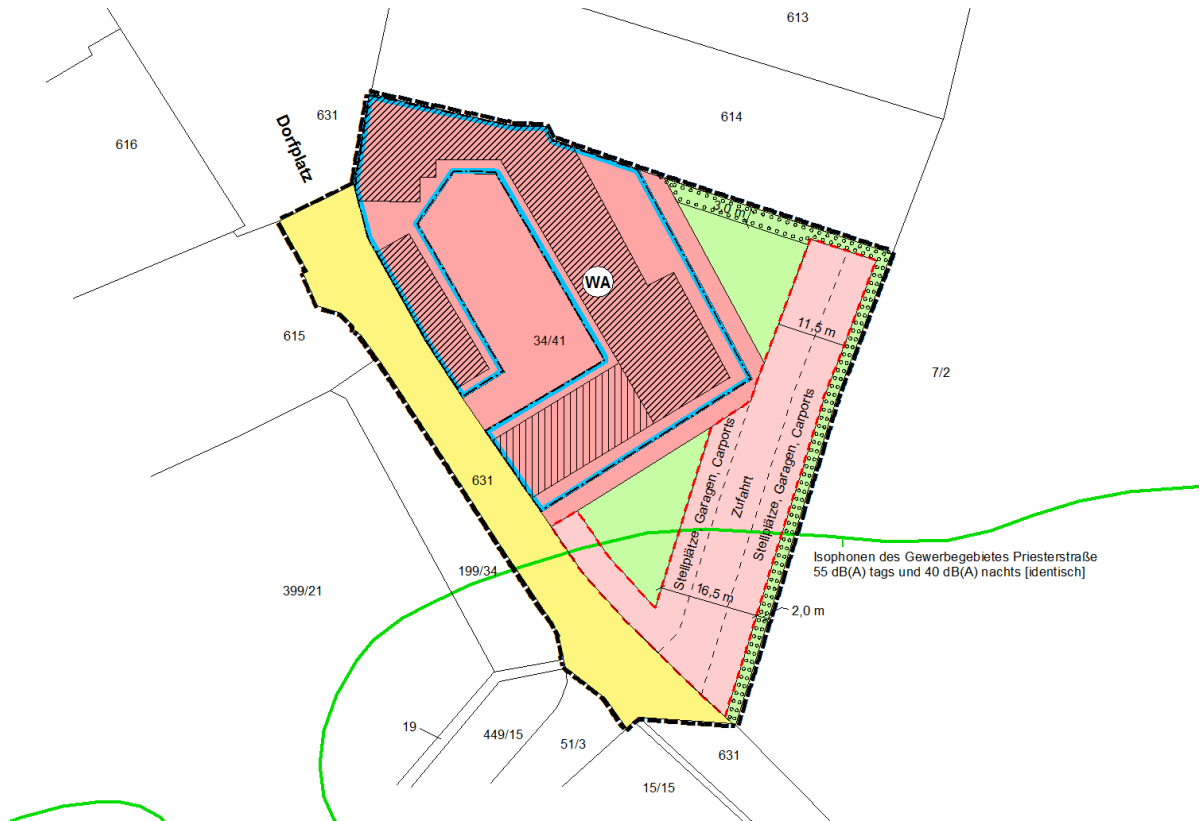 613
631
614
616
Dorfplatz
3,0 m
WA
11,5 m
615
34/41
7/2
Stellplätze, Garagen, Carports
Zufahrt
Stellplätze, Garagen, Carports
631
Isophonen des Gewerbegebietes Priesterstraße
55 dB(A) tags und 40 dB(A) nachts [identisch]
199/34
399/21
16,5 m
2,0 m
19
449/15
51/3
631
15/15